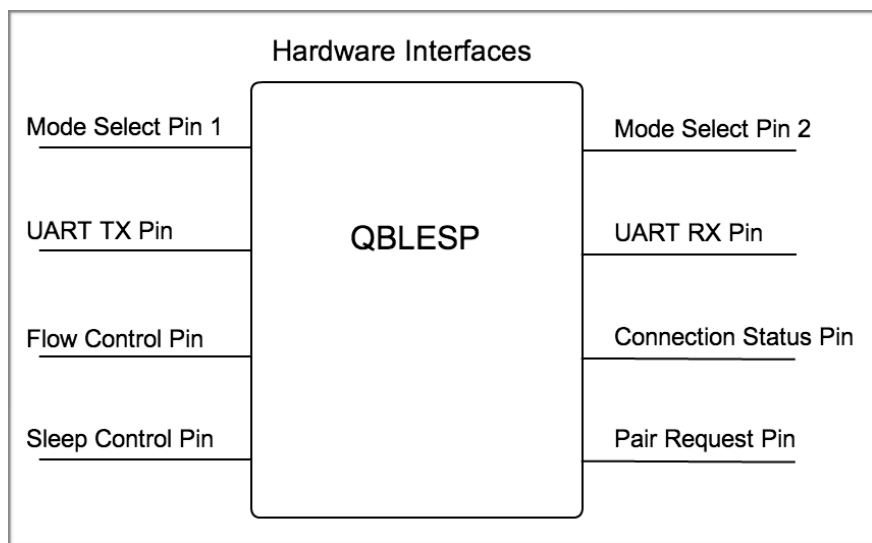 Hardware Interfaces
Mode Select Pin 1
Mode Select Pin 2
UART TX Pin
QBLESP
UART RX Pin
Flow Control Pin
Connection Status Pin
Sleep Control Pin
Pair Request Pin